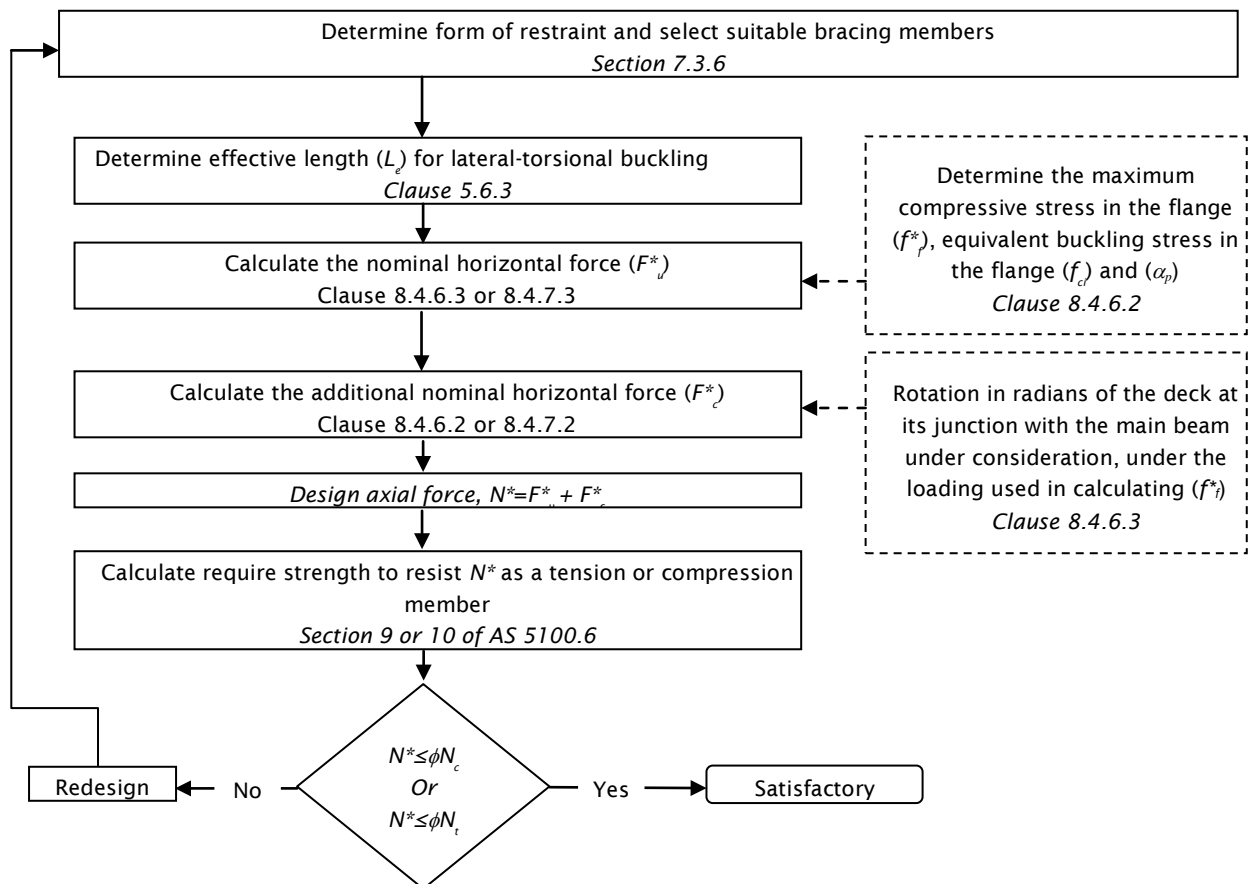 Determine form of restraint and select suitable bracing members
Section 7.3.6
Determine effective length (Le) for lateral-torsional buckling
Clause 5.6.3
Calculate the nominal horizontal force (F*u)
Clause 8.4.6.3 or 8.4.7.3
Determine the maximum
compressive stress in the flange
(f*f), equivalent buckling stress in
the flange (fcr) and (αp)
Clause 8.4.6.2
Calculate the additional nominal horizontal force (F*c)
Clause 8.4.6.2 or 8.4.7.2
Rotation in radians of the deck at
its junction with the main beam
under consideration, under the
loading used in calculating (f*f)
Clause 8.4.6.3
Design axial force, N*=F*u + F*c
Calculate require strength to resist N* as a tension or compression
member
Section 9 or 10 of AS 5100.6
N*≤ϕNc
Or
N*≤ϕNt
Redesign
No
Yes
Satisfactory